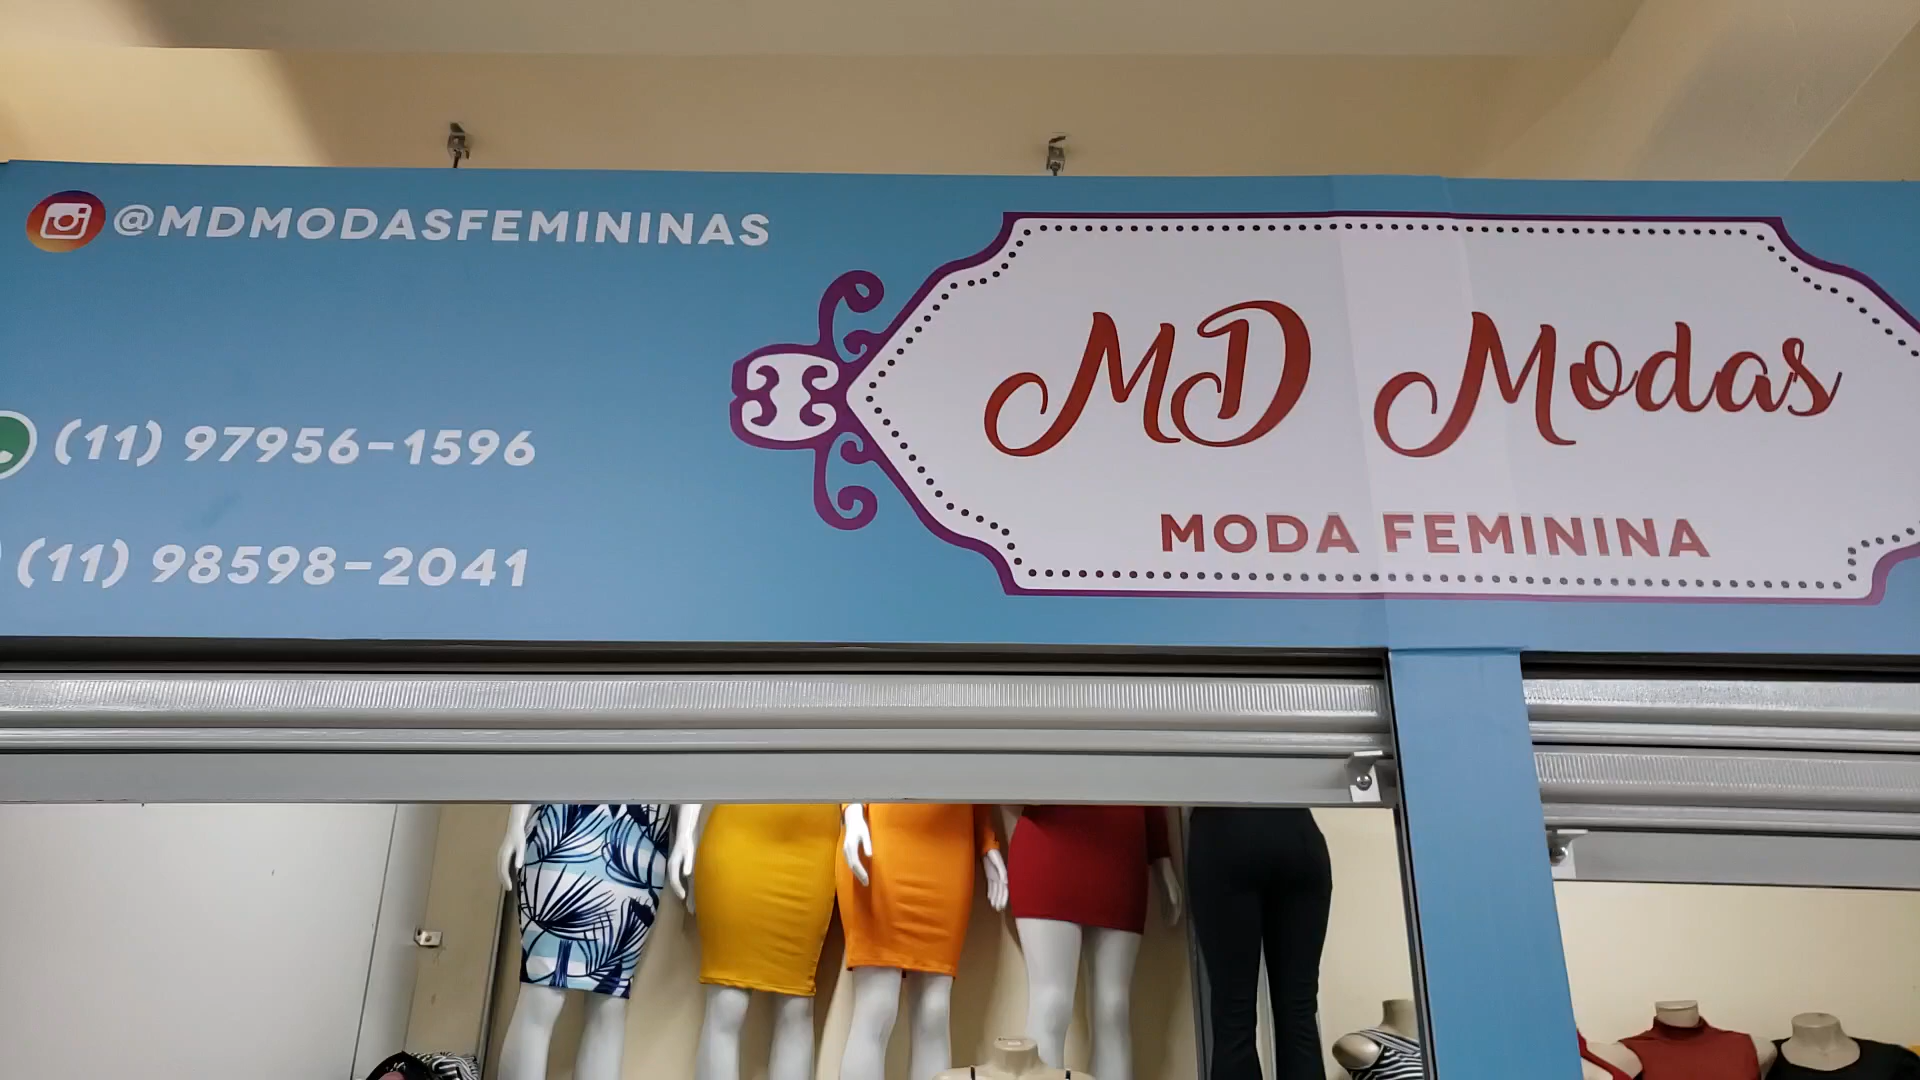 @MDMODASFEMININAS
(11) 97956-1596
(11) 98598-2041
MD Modas
MODA FEMININA